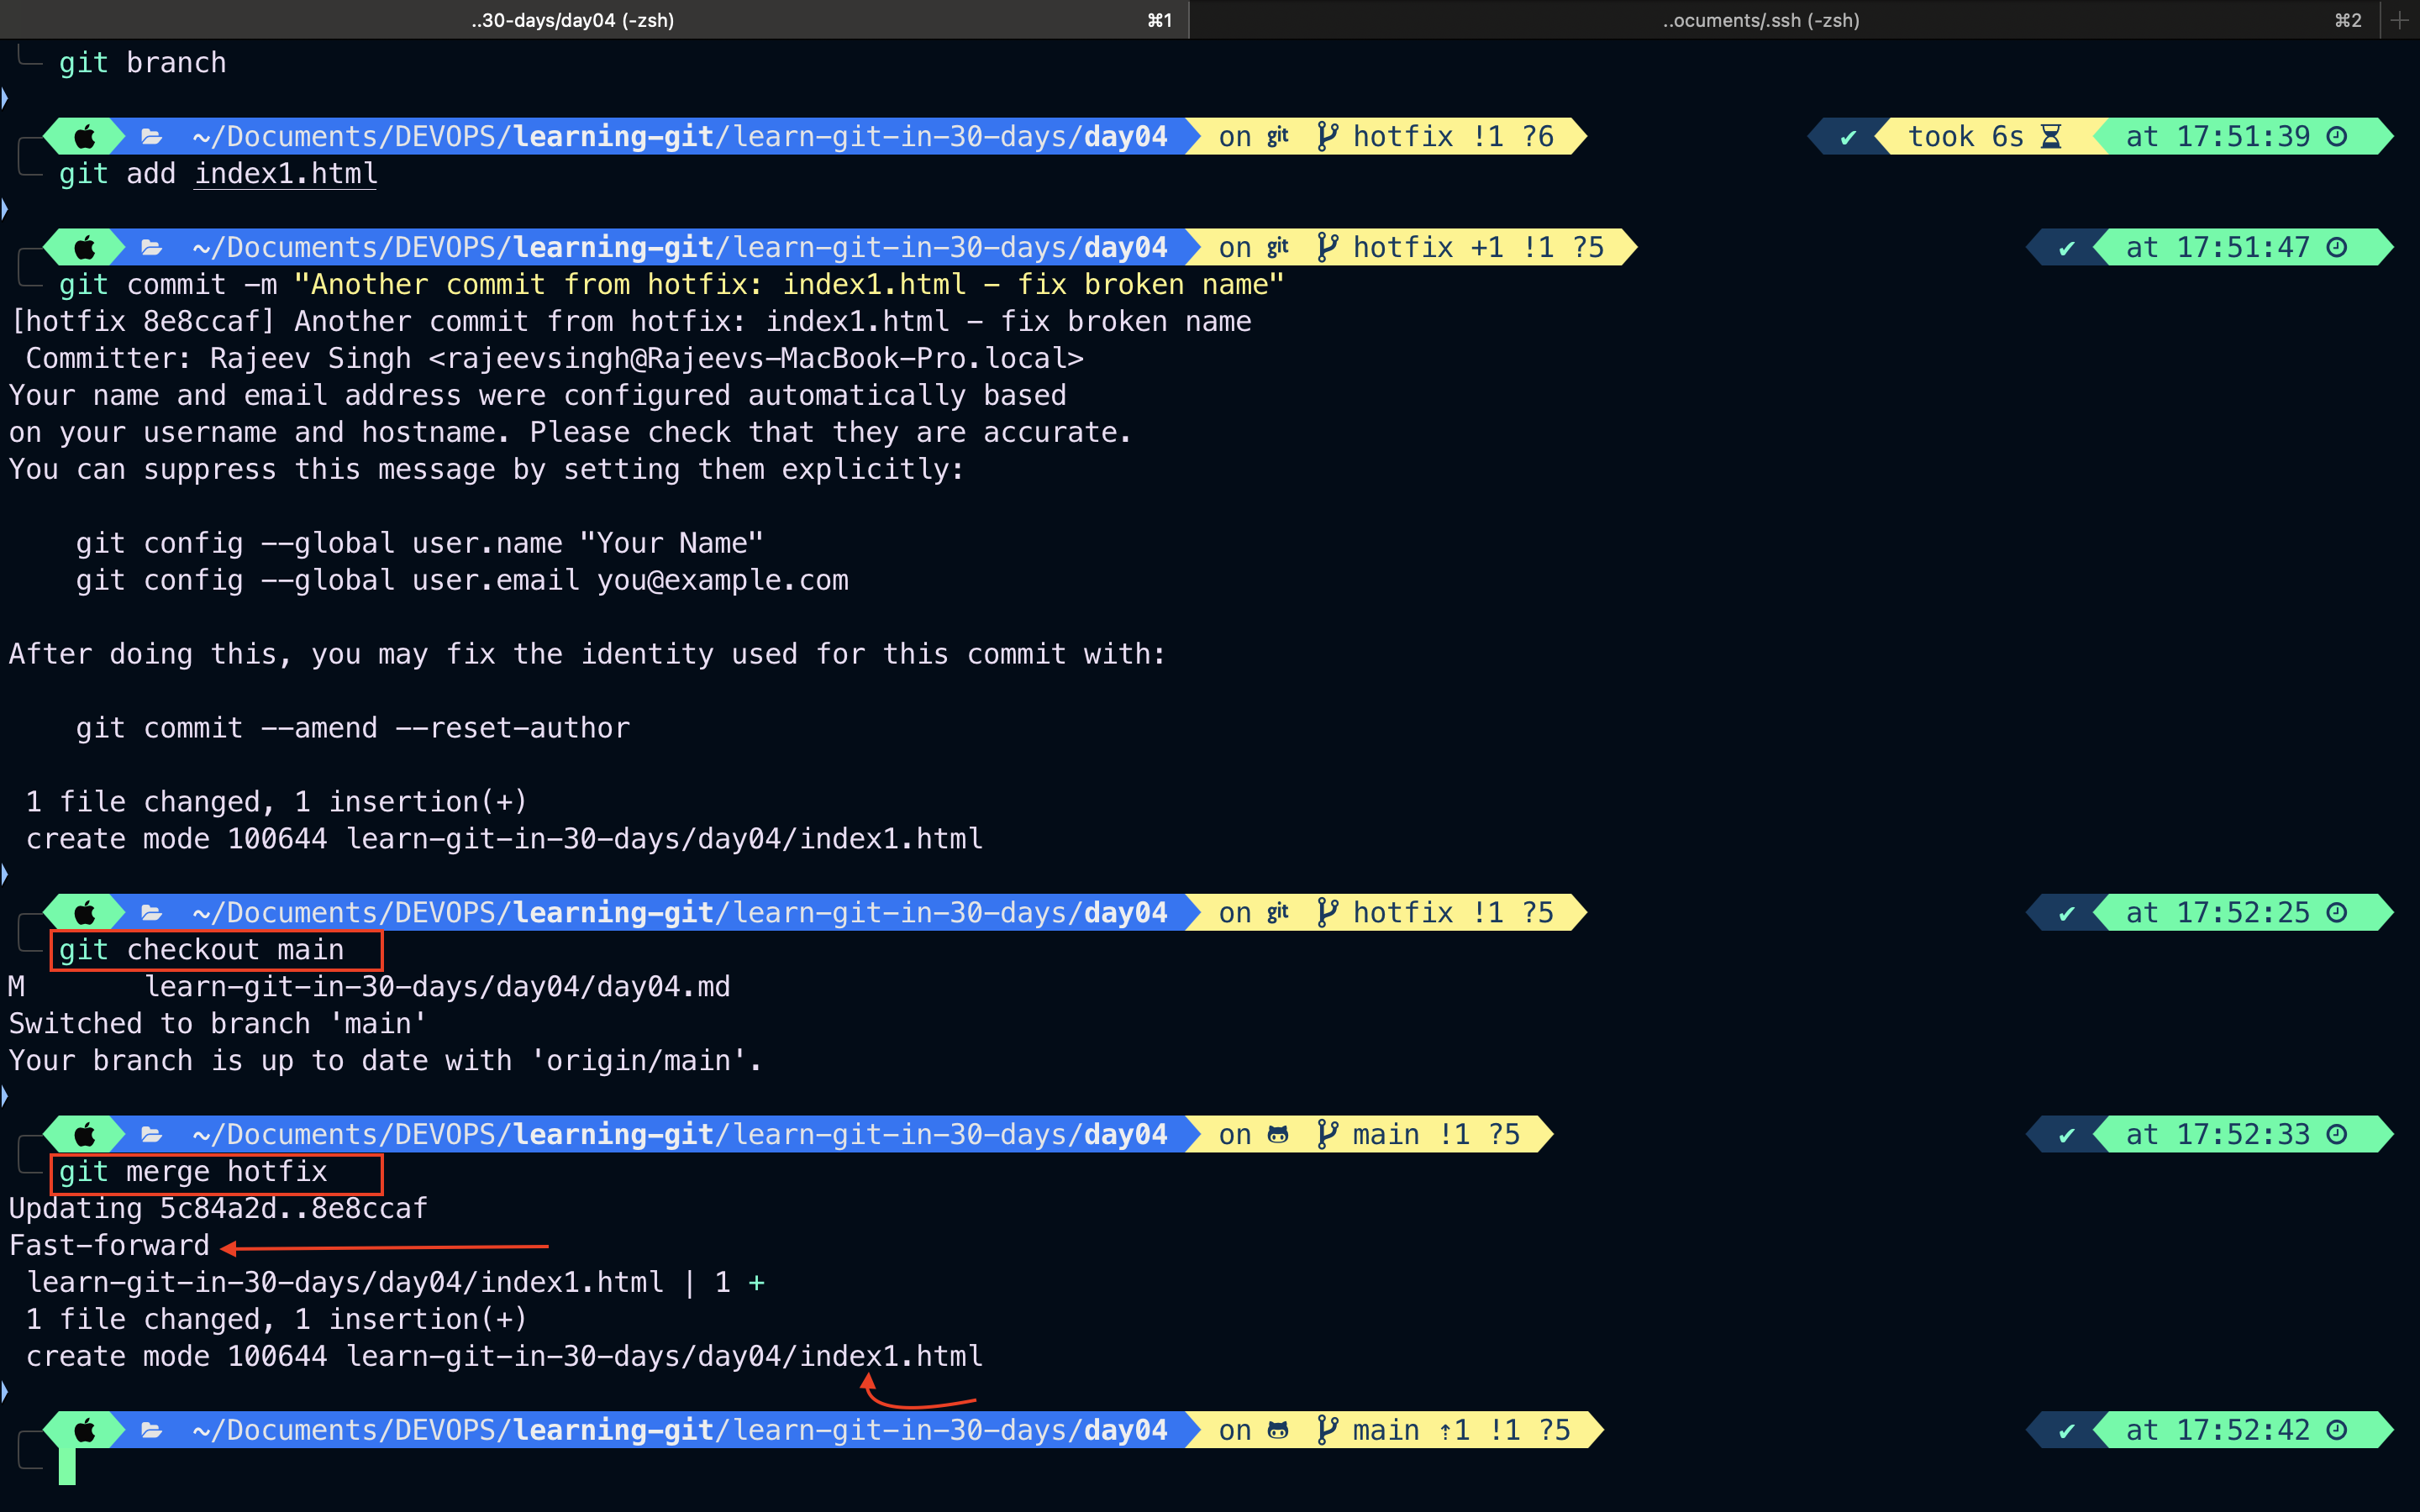 ..30-days/day04 (-zsh) ⌘1 ..ocuments/.ssh (-zsh) ⌘2 +
git branch
~/Documents/DEVOPS/learning-git/learn-git-in-30-days/day04 on git hotfix !1 ?6 ✔ took 6s at 17:51:39
git add index1.html
~/Documents/DEVOPS/learning-git/learn-git-in-30-days/day04 on git hotfix +1 !1 ?5 ✔ at 17:51:47
git commit -m "Another commit from hotfix: index1.html - fix broken name"
[hotfix 8e8ccaf] Another commit from hotfix: index1.html - fix broken name
Committer: Rajeev Singh <rajeevsingh@Rajeevs-MacBook-Pro.local>
Your name and email address were configured automatically based
on your username and hostname. Please check that they are accurate.
You can suppress this message by setting them explicitly:
git config --global user.name "Your Name"
git config --global user.email you@example.com
After doing this, you may fix the identity used for this commit with:
git commit --amend --reset-author
1 file changed, 1 insertion(+)
create mode 100644 learn-git-in-30-days/day04/index1.html
~/Documents/DEVOPS/learning-git/learn-git-in-30-days/day04 on git hotfix !1 ?5 ✔ at 17:52:25
git checkout main
M learn-git-in-30-days/day04/day04.md
Switched to branch 'main'
Your branch is up to date with 'origin/main'.
~/Documents/DEVOPS/learning-git/learn-git-in-30-days/day04 on main !1 ?5 ✔ at 17:52:33
git merge hotfix
Updating 5c84a2d..8e8ccaf
Fast-forward
learn-git-in-30-days/day04/index1.html | 1 +
1 file changed, 1 insertion(+)
create mode 100644 learn-git-in-30-days/day04/index1.html
~/Documents/DEVOPS/learning-git/learn-git-in-30-days/day04 on main ⇡1 !1 ?5 ✔ at 17:52:42